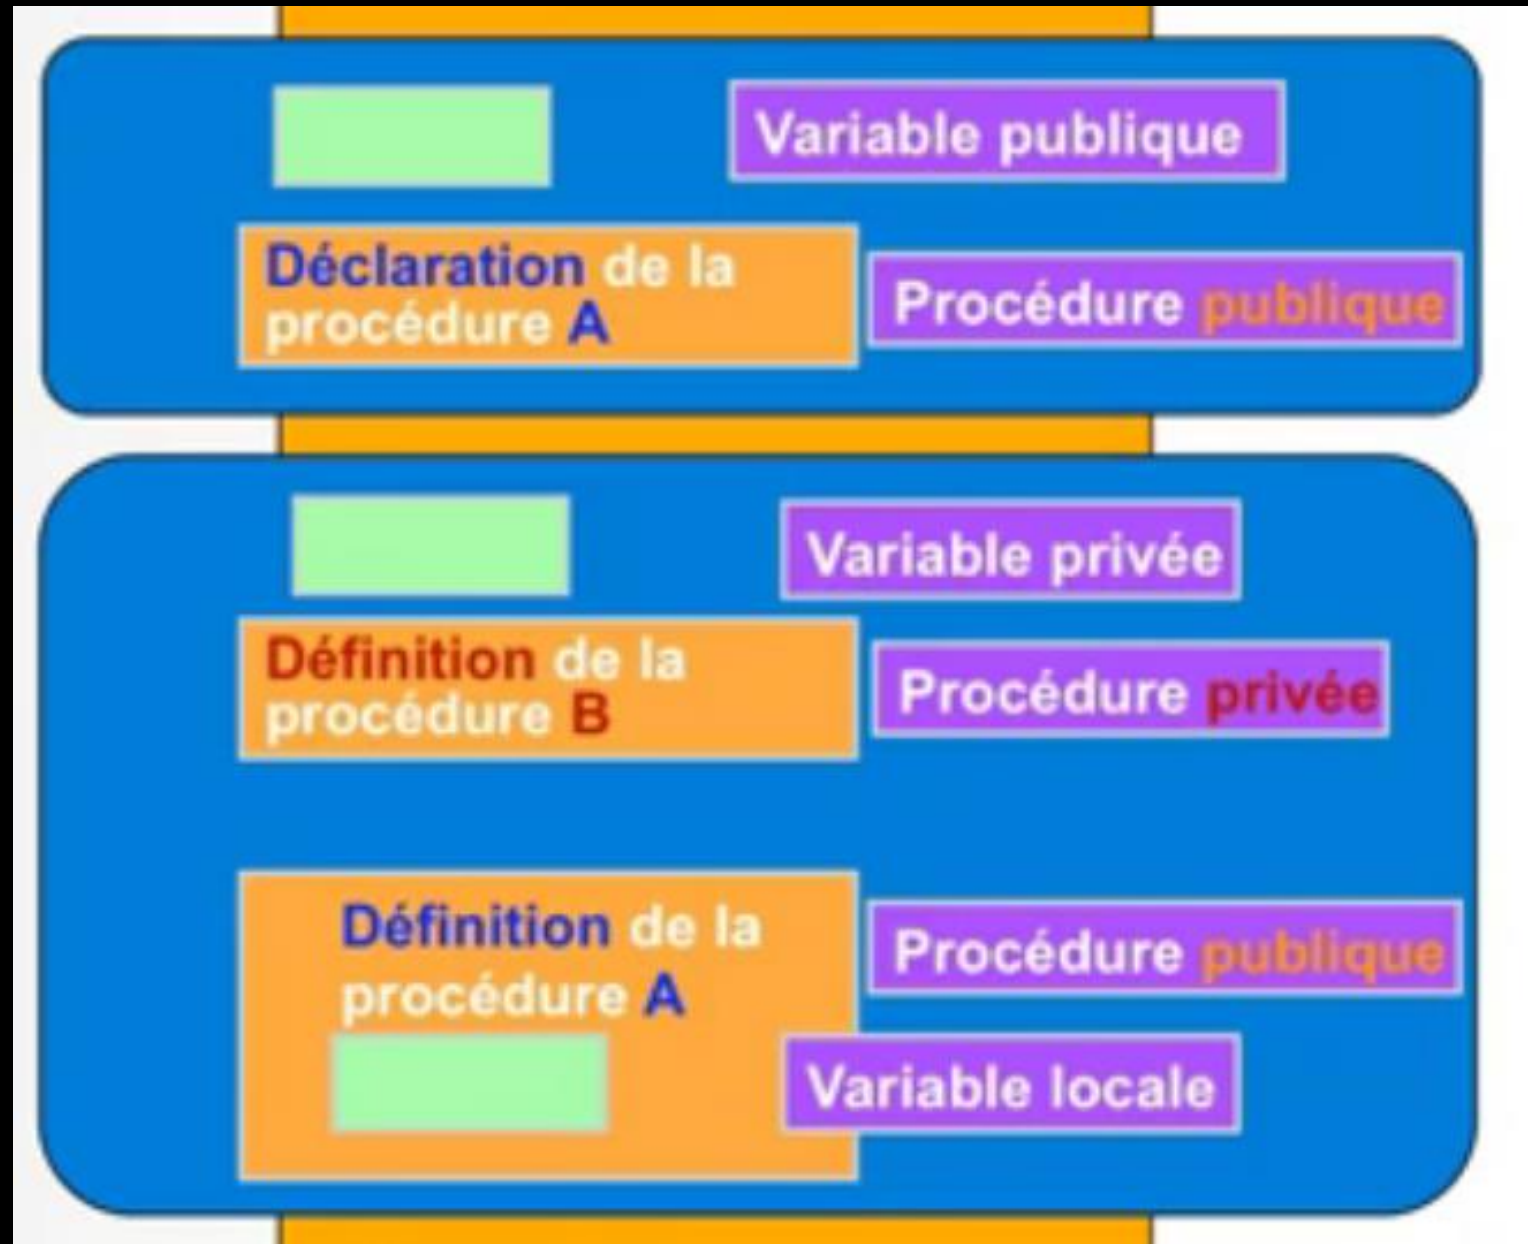 Variable publique
Déclaration de la
procédure A
Procédure publique
Variable privée
Définition de la
procédure B
Procédure privée
Définition de la
procédure A
Procédure publique
Variable locale